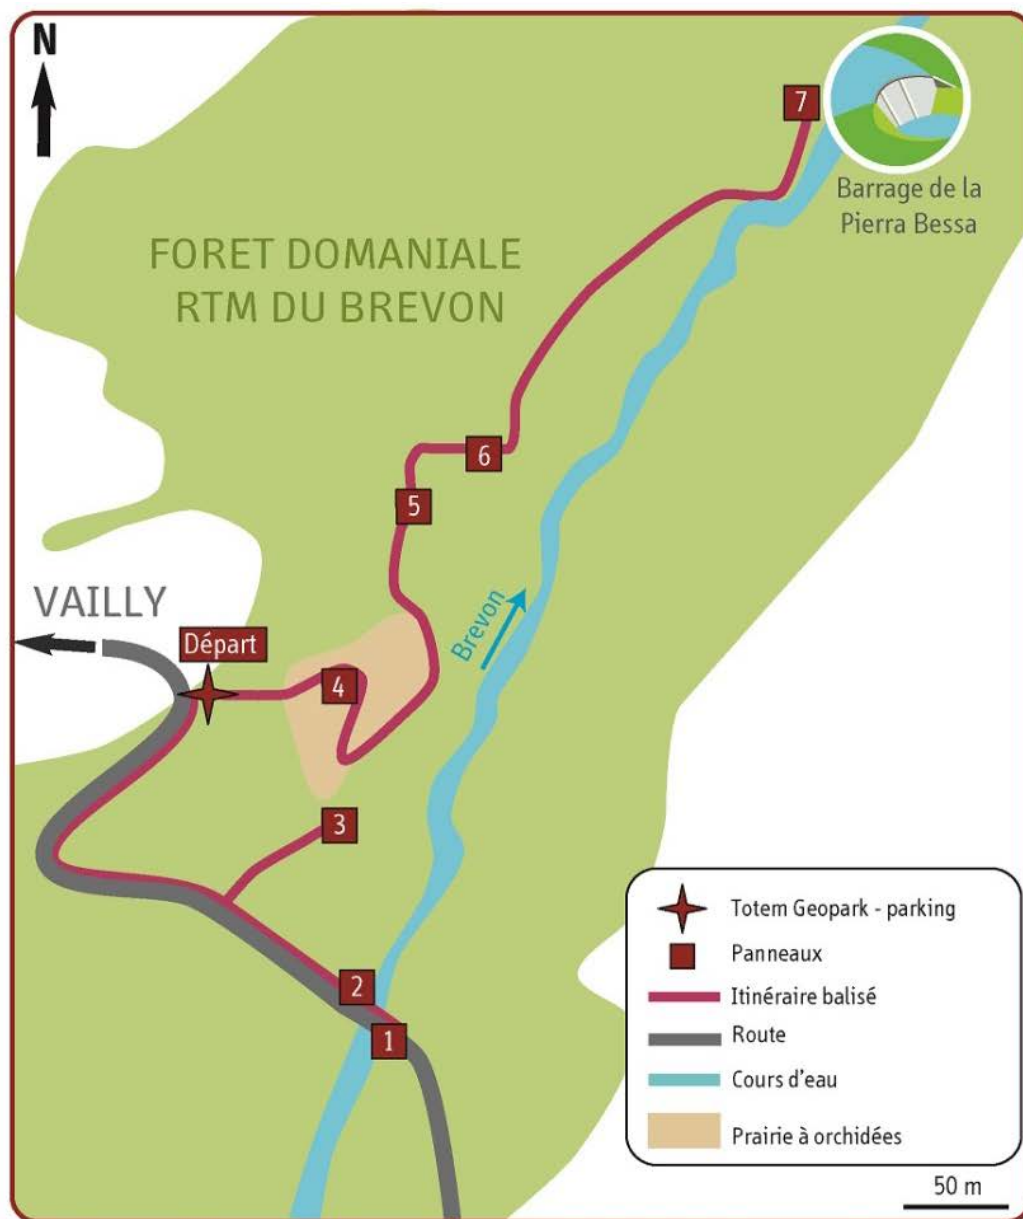 N
7
Barrage de la
Pierra Bessa
FORET DOMANIALE
RTM DU BREVON
6
5
VAILLY
Départ
Brevon
4
3
2
1
Totem Geopark - parking
Panneaux
Itinéraire balisé
Route
Cours d'eau
Prairie à orchidées
50 m